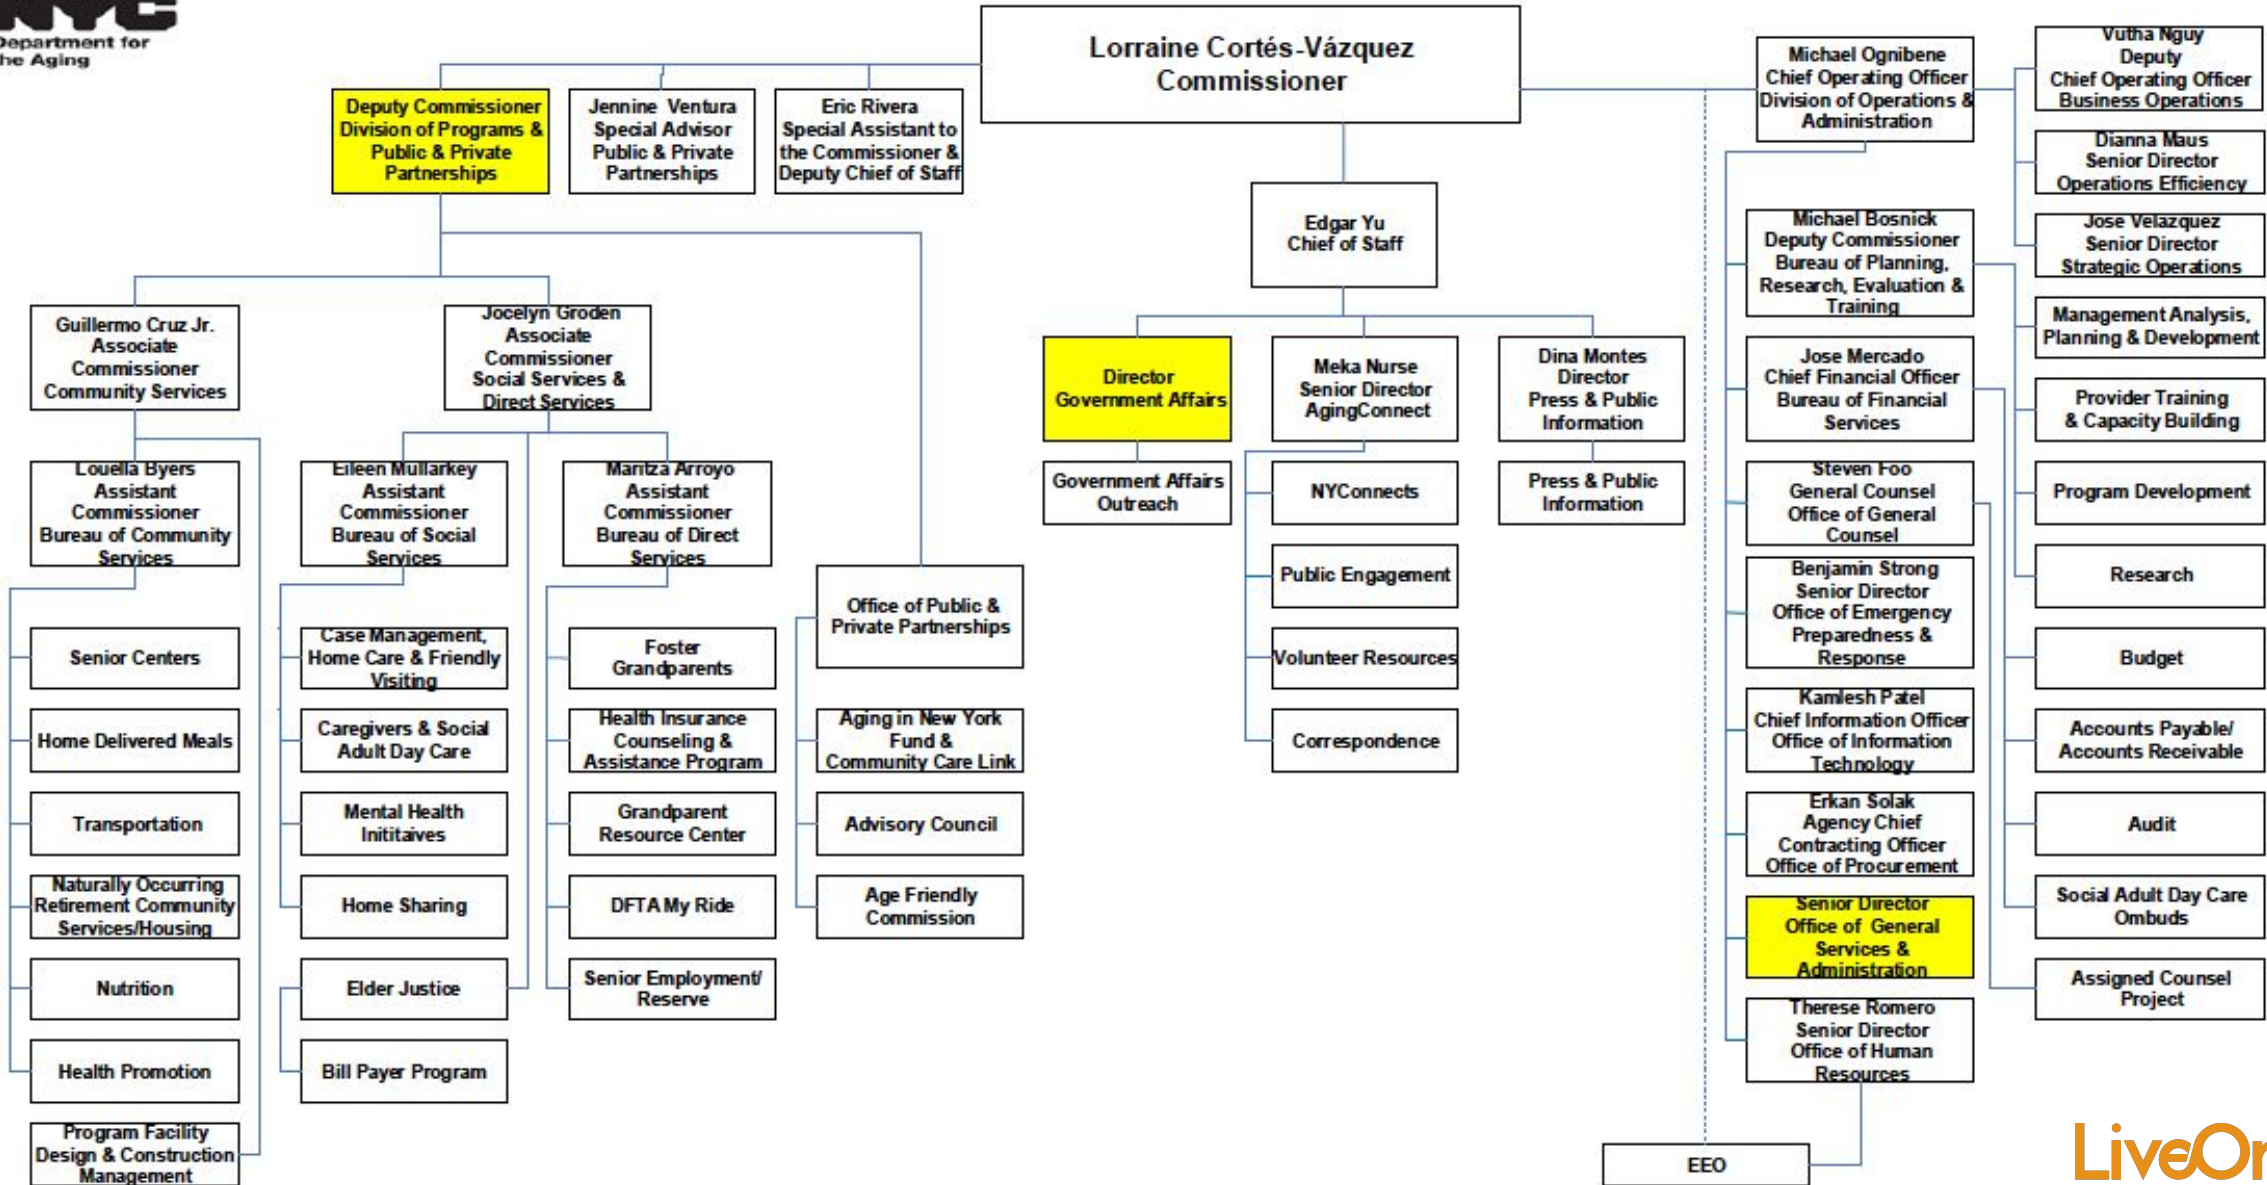 NYC
Department for
the Aging
Lorraine Cortés-Vázquez
Commissioner
Deputy Commissioner
Division of Programs &
Public & Private
Partnerships
Jennine Ventura
Special Advisor
Public & Private
Partnerships
Eric Rivera
Special Assistant to
the Commissioner &
Deputy Chief of Staff
Michael Ognibene
Chief Operating Officer
Division of Operations &
Administration
Vutha Nguy
Deputy
Chief Operating Officer
Business Operations
Dianna Maus
Senior Director
Operations Efficiency
Jose Velazquez
Senior Director
Strategic Operations
Edgar Yu
Chief of Staff
Guillermo Cruz Jr.
Associate
Commissioner
Community Services
Jocelyn Groden
Associate
Commissioner
Social Services &
Direct Services
Director
Government Affairs
Meka Nurse
Senior Director
AgingConnect
Dina Montes
Director
Press & Public
Information
Government Affairs
Outreach
NYConnects
Public Engagement
Volunteer Resources
Correspondence
Press & Public
Information
Louella Byers
Assistant
Commissioner
Bureau of Community
Services
Eileen Mullarkey
Assistant
Commissioner
Bureau of Social
Services
Maritza Arroyo
Assistant
Commissioner
Bureau of Direct
Services
Office of Public &
Private Partnerships
Senior Centers
Home Delivered Meals
Transportation
Naturally Occurring
Retirement Community
Services/Housing
Nutrition
Health Promotion
Program Facility
Design & Construction
Management
Case Management,
Home Care & Friendly
Visiting
Caregivers & Social
Adult Day Care
Mental Health
Inititaives
Home Sharing
Elder Justice
Bill Payer Program
Foster
Grandparents
Health Insurance
Counseling &
Assistance Program
Grandparent
Resource Center
DFTA My Ride
Senior Employment/
Reserve
Aging in New York
Fund &
Community Care Link
Advisory Council
Age Friendly
Commission
Michael Bosnick
Deputy Commissioner
Bureau of Planning,
Research, Evaluation &
Training
Jose Mercado
Chief Financial Officer
Bureau of Financial
Services
Steven Foo
General Counsel
Office of General
Counsel
Benjamin Strong
Senior Director
Office of Emergency
Preparedness &
Response
Kamlesh Patel
Chief Information Officer
Office of Information
Technology
Erkan Solak
Agency Chief
Contracting Officer
Office of Procurement
Senior Director
Office of General
Services &
Administration
Therese Romero
Senior Director
Office of Human
Resources
EEO
Management Analysis,
Planning & Development
Provider Training
& Capacity Building
Program Development
Research
Budget
Accounts Payable/
Accounts Receivable
Audit
Social Adult Day Care
Ombuds
Assigned Counsel
Project
LiveOn